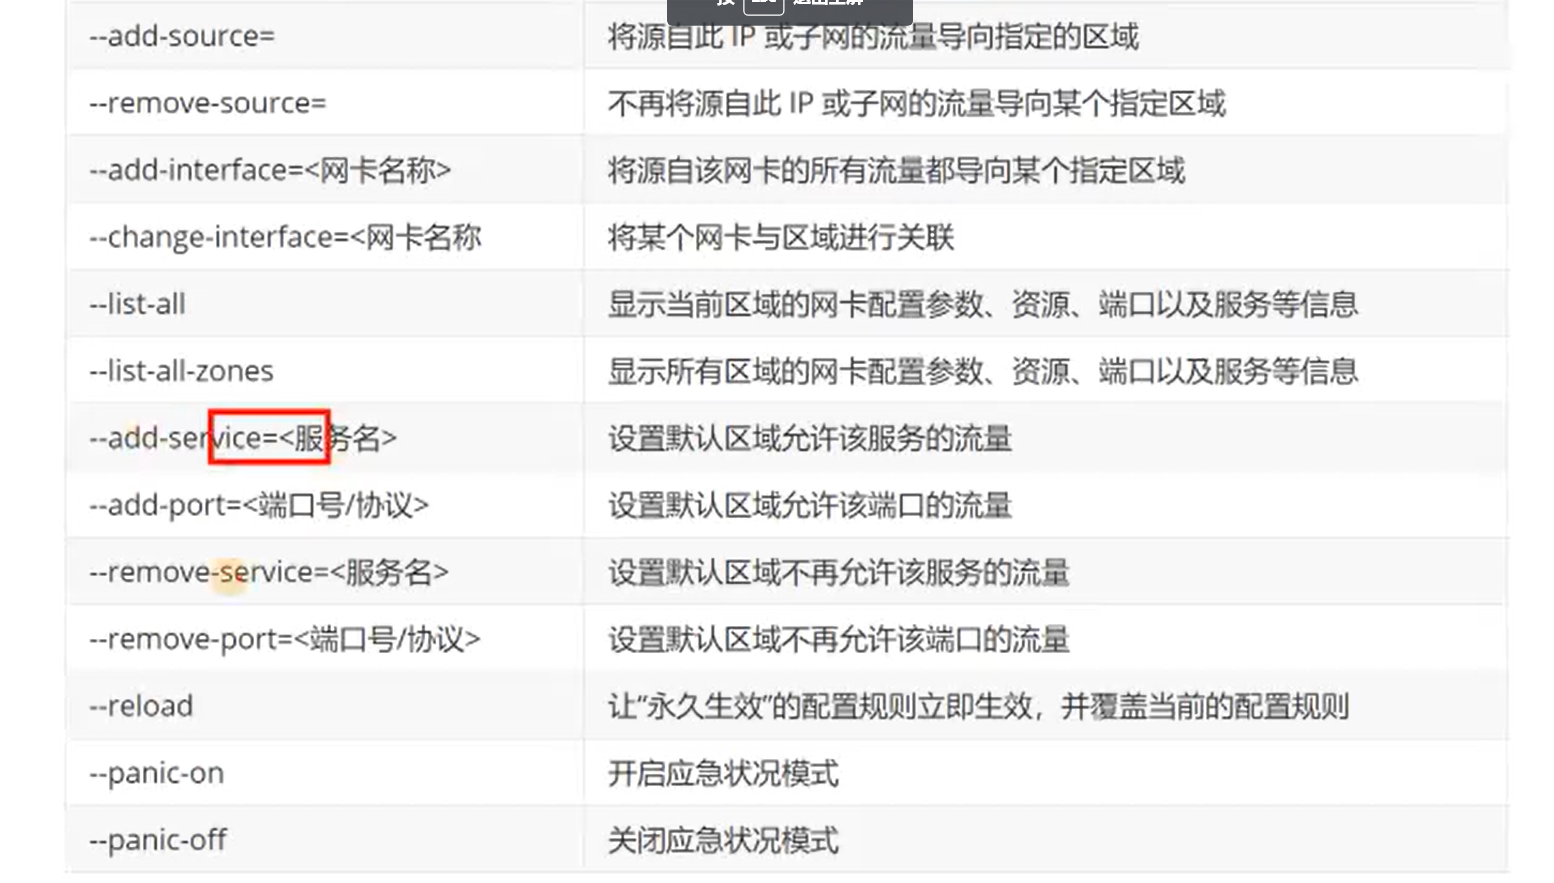 --add-source=
将源自此 IP 或子网的流量导向指定的区域
--remove-source=
不再将源自此 IP 或子网的流量导向某个指定区域
--add-interface=<网卡名称>
将源自该网卡的所有流量都导向某个指定区域
--change-interface=<网卡名称
将某个网卡与区域进行关联
--list-all
显示当前区域的网卡配置参数、资源、端口以及服务等信息
--list-all-zones
显示所有区域的网卡配置参数、资源、端口以及服务等信息
--add-service=<服务名>
设置默认区域允许该服务的流量
--add-port=<端口号/协议>
设置默认区域允许该端口的流量
--remove-service=<服务名>
设置默认区域不再允许该服务的流量
--remove-port=<端口号/协议>
设置默认区域不再允许该端口的流量
--reload
让“永久生效”的配置规则立即生效，并覆盖当前的配置规则
--panic-on
开启应急状况模式
--panic-off
关闭应急状况模式